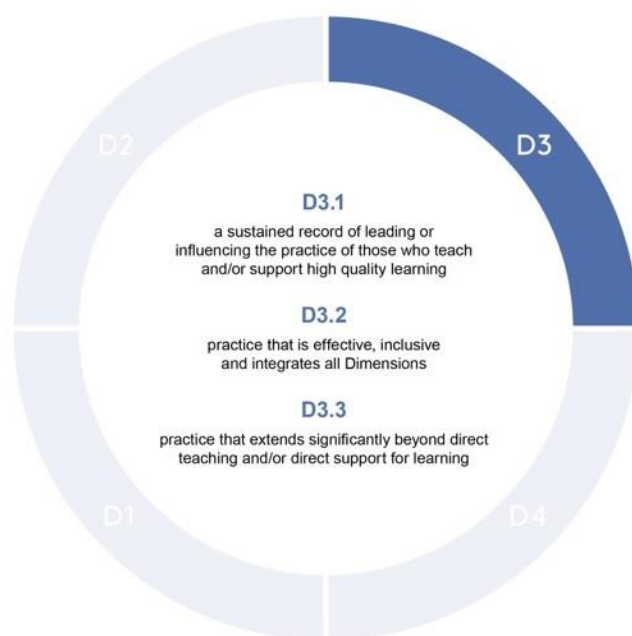 D2
D3
D3.1
a sustained record of leading or
influencing the practice of those who teach
and/or support high quality learning
D3.2
practice that is effective, inclusive
and integrates all Dimensions
D3.3
practice that extends significantly beyond direct
teaching and/or direct support for learning
D1
D4